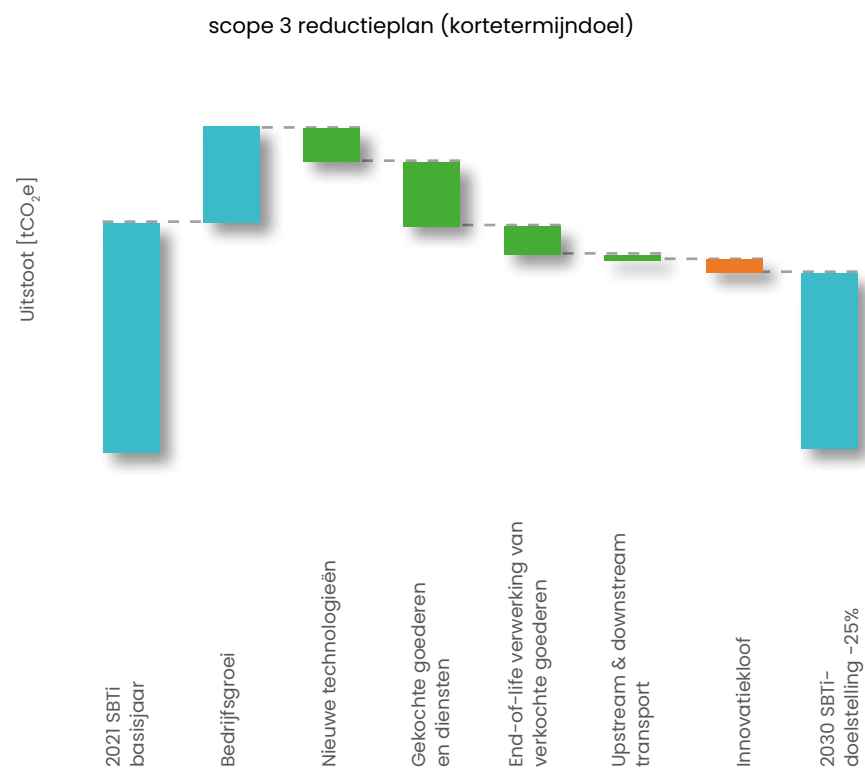 scope 3 reductieplan (kortetermijndoel)
Uitstoot [tCO₂e]
2021 SBTi
basisjaar
Bedrijfsgroei
Nieuwe technologieën
Gekochte goederen
en diensten
End-of-life verwerking van
verkochte goederen
Upstream & downstream
transport
Innovatiekloof
2030 SBTi-
doelstelling -25%